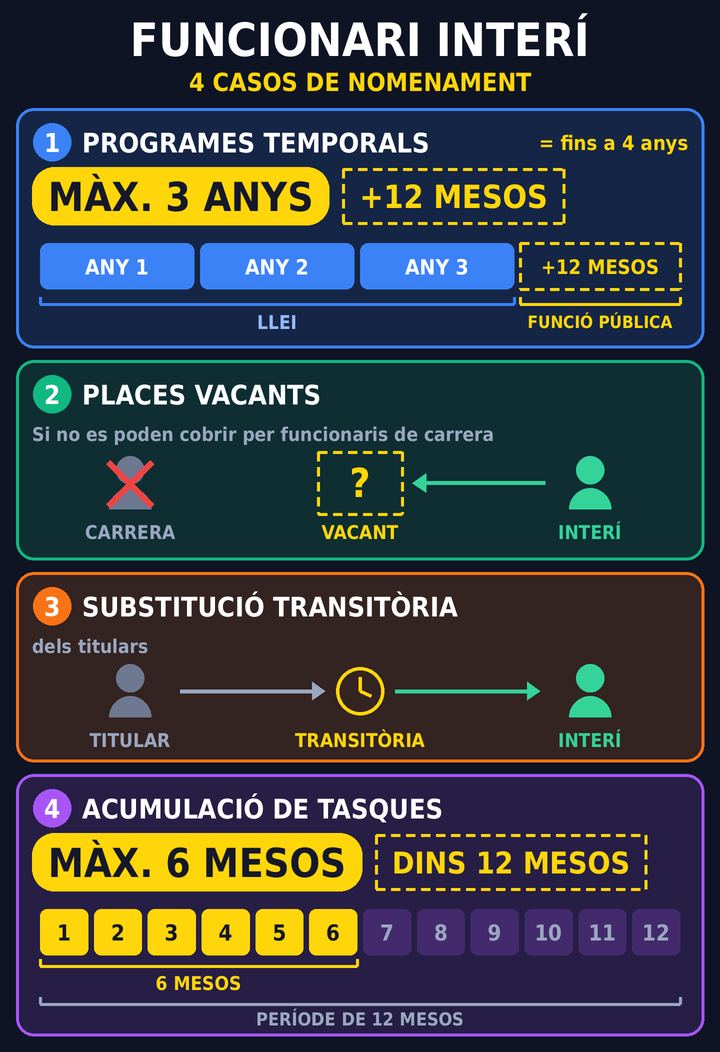 FUNCIONARI INTERÍ
4 CASOS DE NOMENAMENT
1 PROGRAMES TEMPORALS = fins a 4 anys
MÀX. 3 ANYS +12 MESOS
ANY 1 ANY 2 ANY 3 +12 MESOS
LLEI FUNCIÓ PÚBLICA
2 PLACES VACANTS
Si no es poden cobrir per funcionaris de carrera
?
CARRERA VACANT INTERÍ
3 SUBSTITUCIÓ TRANSITÒRIA
dels titulars
TITULAR TRANSITÒRIA INTERÍ
4 ACUMULACIÓ DE TASQUES
MÀX. 6 MESOS DINS 12 MESOS
1 2 3 4 5 6 7 8 9 10 11 12
6 MESOS
PERÍODE DE 12 MESOS